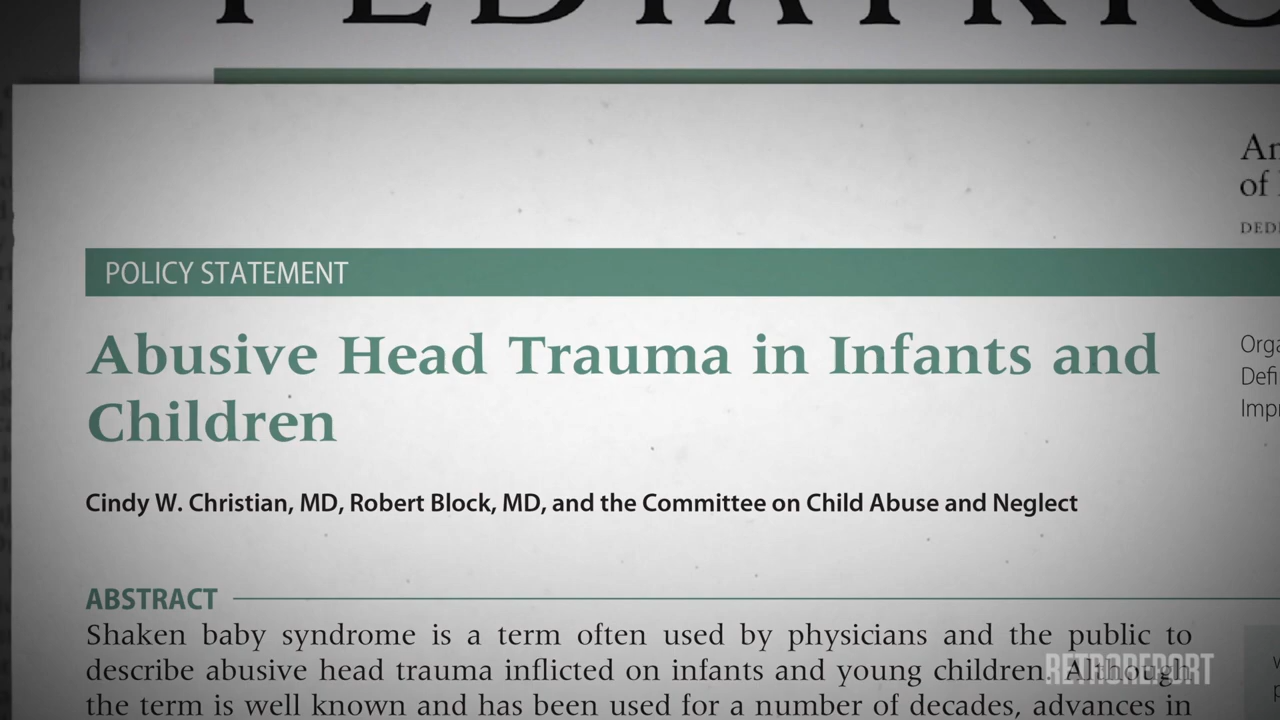 POLICY STATEMENT
Abusive Head Trauma in Infants and
Children
Cindy W. Christian, MD, Robert Block, MD, and the Committee on Child Abuse and Neglect
ABSTRACT
Shaken baby syndrome is a term often used by physicians and the public to
describe abusive head trauma inflicted on infants and young children. Although
the term is well known and has been used for a number of decades, advances in
of
RETROREPORT